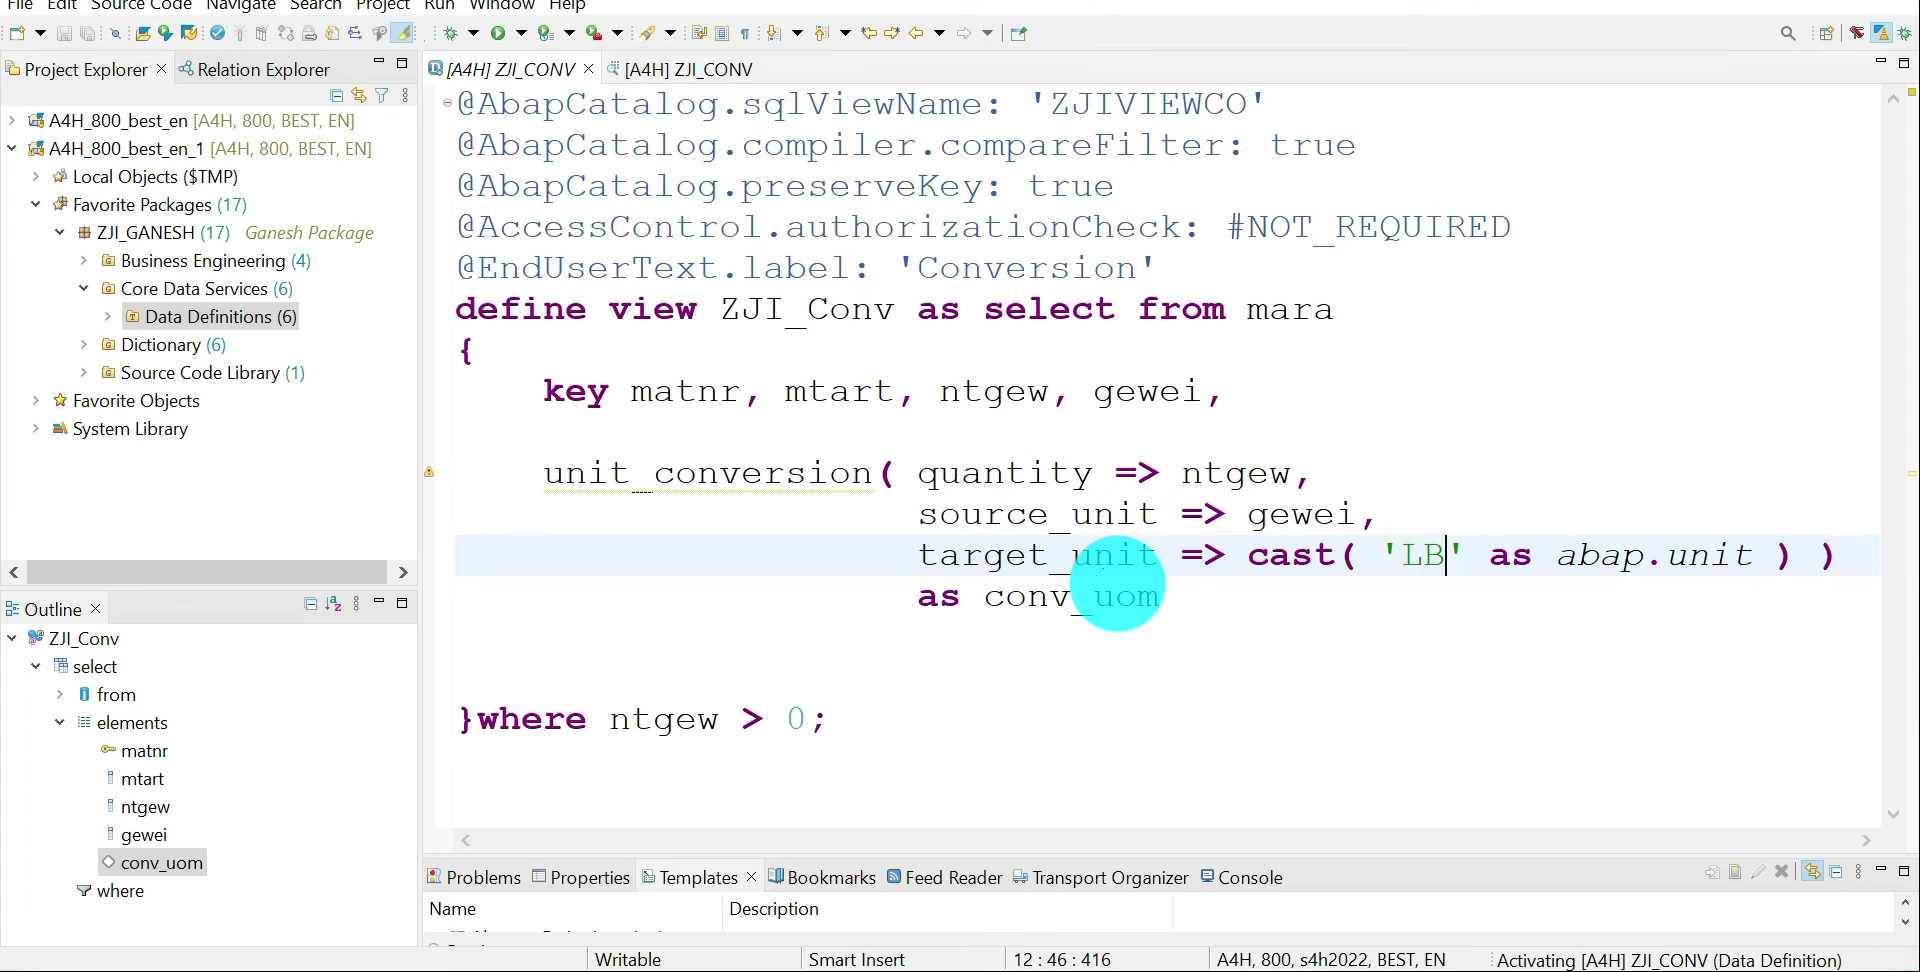 File Edit Source Code Navigate Search Project Run Window Help
Project Explorer
Relation Explorer
A4H_800_best_en [A4H, 800, BEST, EN]
A4H_800_best_en_1 [A4H, 800, BEST, EN]
Local Objects ($TMP)
Favorite Packages (17)
ZJI_GANESH (17) Ganesh Package
Business Engineering (4)
Core Data Services (6)
Data Definitions (6)
Dictionary (6)
Source Code Library (1)
Favorite Objects
System Library
Outline
ZJI_Conv
select
from
elements
matnr
mtart
ntgew
gewei
conv_uom
where
[A4H] ZJI_CONV
[A4H] ZJI_CONV
@AbapCatalog.sqlViewName: 'ZJIVIEWCO'
@AbapCatalog.compiler.compareFilter: true
@AbapCatalog.preserveKey: true
@AccessControl.authorizationCheck: #NOT_REQUIRED
@EndUserText.label: 'Conversion'
define view ZJI_Conv as select from mara
{
key matnr, mtart, ntgew, gewei,
unit_conversion( quantity => ntgew,
source_unit => gewei,
target_unit => cast( 'LB' as abap.unit ) )
as conv_uom
}where ntgew > 0;
Problems Properties Templates Bookmarks Feed Reader Transport Organizer Console
Name Description
Writable Smart Insert 12 : 46 : 416 A4H, 800, s4h2022, BEST, EN Activating [A4H] ZJI_CONV (Data Definition)